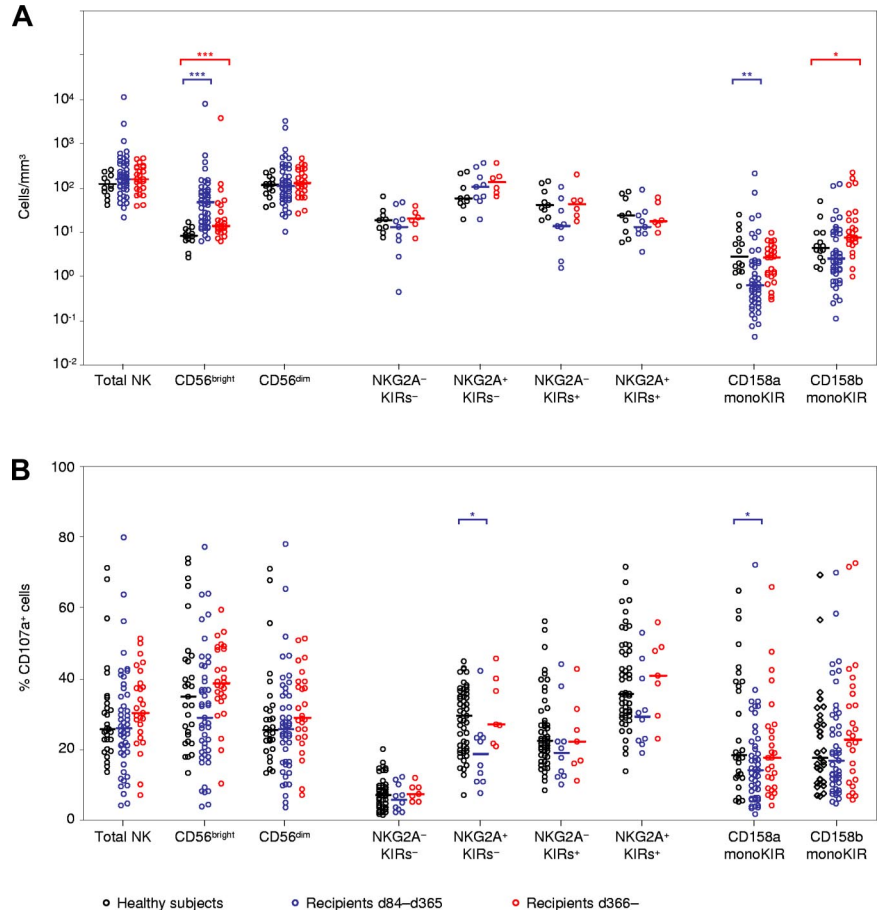 A
Cells/mm³
10⁴
10³
10²
10¹
10⁰
10⁻¹
10⁻²
***
***
**
*
Total NK
CD56ᵇʳⁱᵍʰᵗ
CD56ᵈⁱᵐ
NKG2A⁻
KIRs⁻
NKG2A⁺
KIRs⁻
NKG2A⁻
KIRs⁺
NKG2A⁺
KIRs⁺
CD158a
monoKIR
CD158b
monoKIR
B
% CD107a⁺ cells
100
80
60
40
20
0
*
*
Total NK
CD56ᵇʳⁱᵍʰᵗ
CD56ᵈⁱᵐ
NKG2A⁻
KIRs⁻
NKG2A⁺
KIRs⁻
NKG2A⁻
KIRs⁺
NKG2A⁺
KIRs⁺
CD158a
monoKIR
CD158b
monoKIR
Healthy subjects
Recipients d84–d365
Recipients d366–